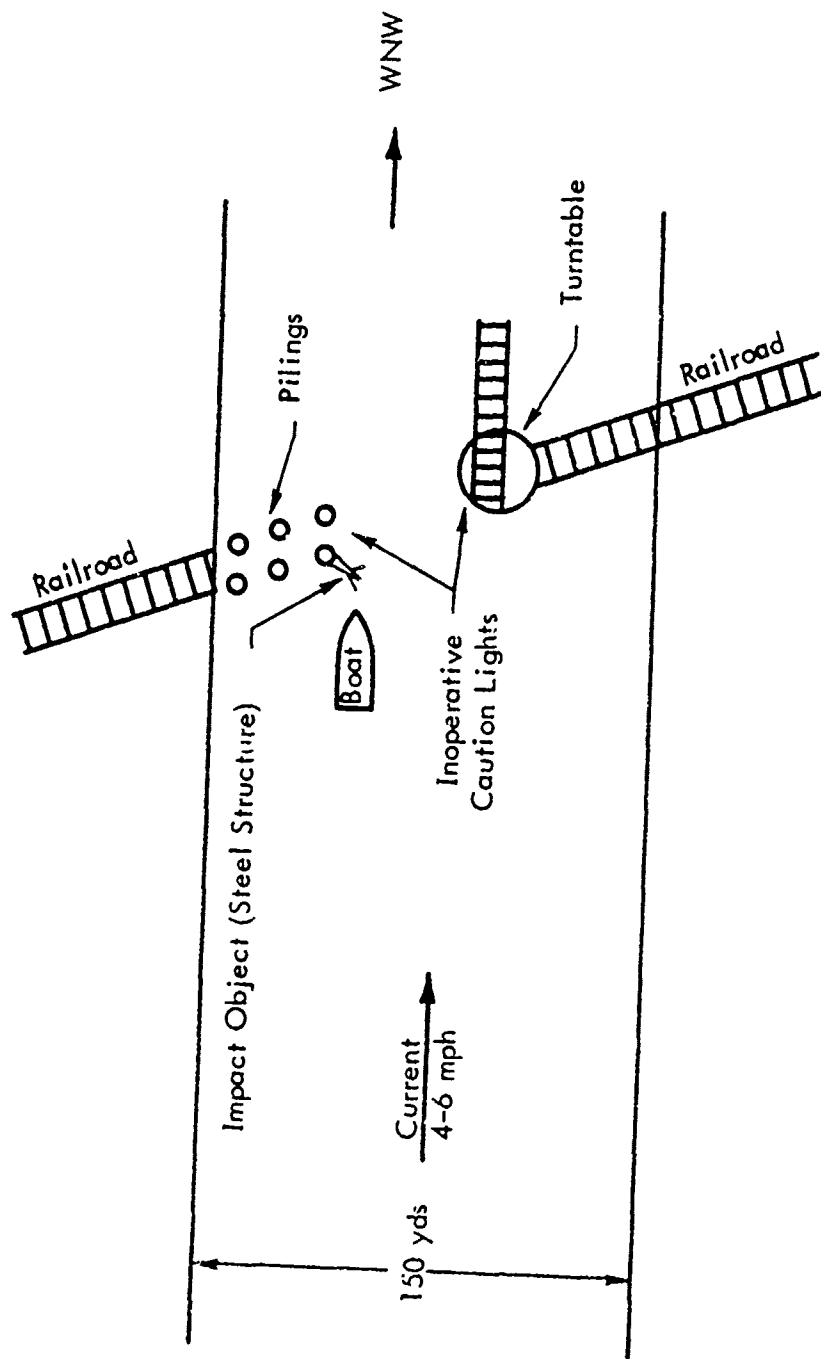 WNW
Railroad
Pilings
Turntable
Railroad
Impact Object (Steel Structure)
Boat
Inoperative
Caution Lights
Current
4-6 mph
150 yds